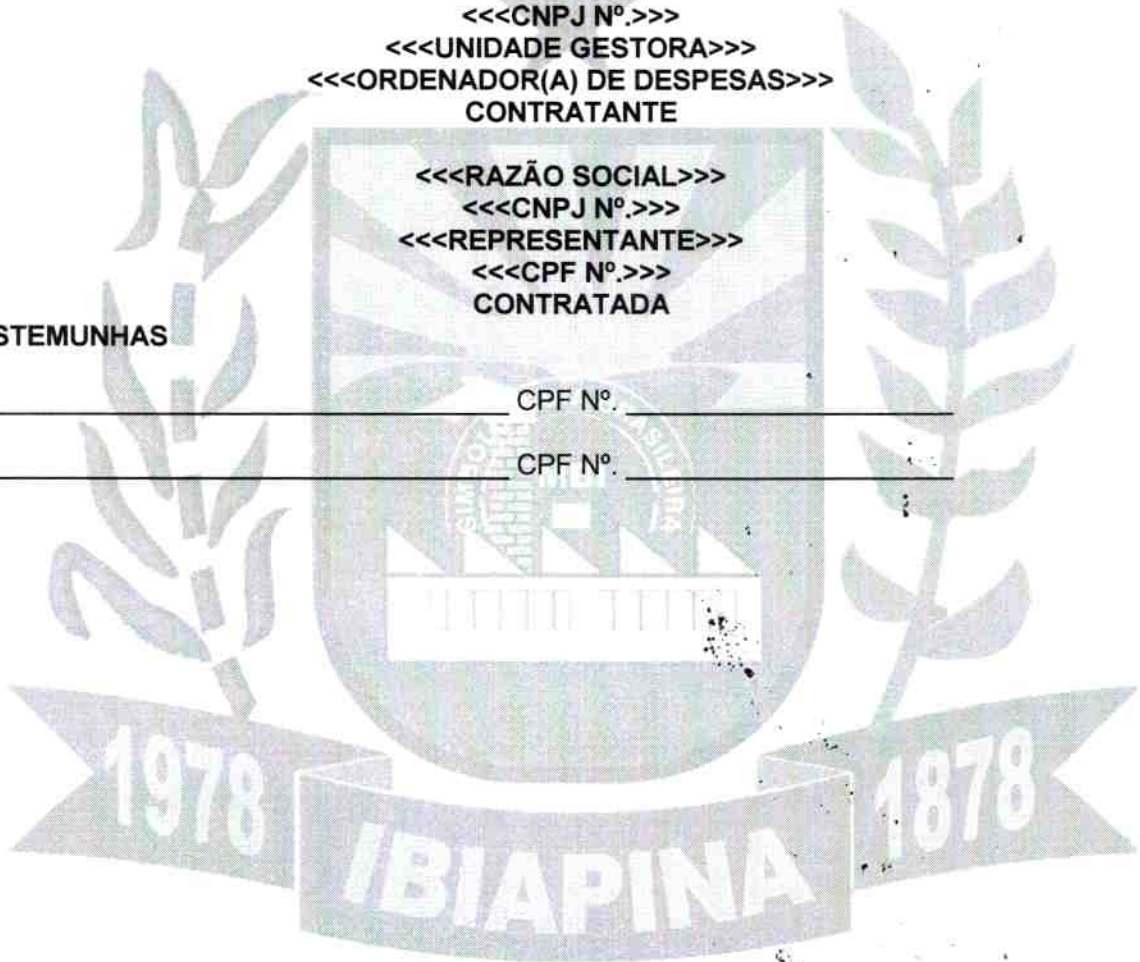 <<<CNPJ Nº.>>>
<<<UNIDADE GESTORA>>>
<<<ORDENADOR(A) DE DESPESAS>>>
CONTRATANTE
<<<RAZÃO SOCIAL>>>
<<<CNPJ Nº.>>>
<<<REPRESENTANTE>>>
<<<CPF Nº.>>>
CONTRATADA
STEMUNHAS
CPF Nº.
CPF Nº.
1978
IBIAPINA
1878